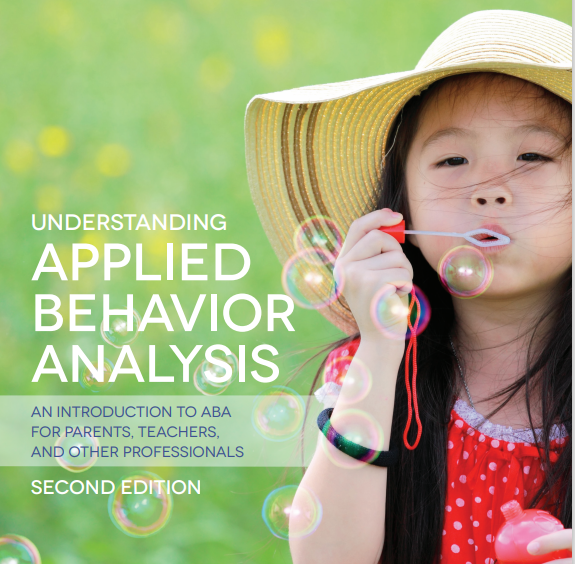 UNDERSTANDING
APPLIED
BEHAVIOR
ANALYSIS
AN INTRODUCTION TO ABA
FOR PARENTS, TEACHERS,
AND OTHER PROFESSIONALS
SECOND EDITION